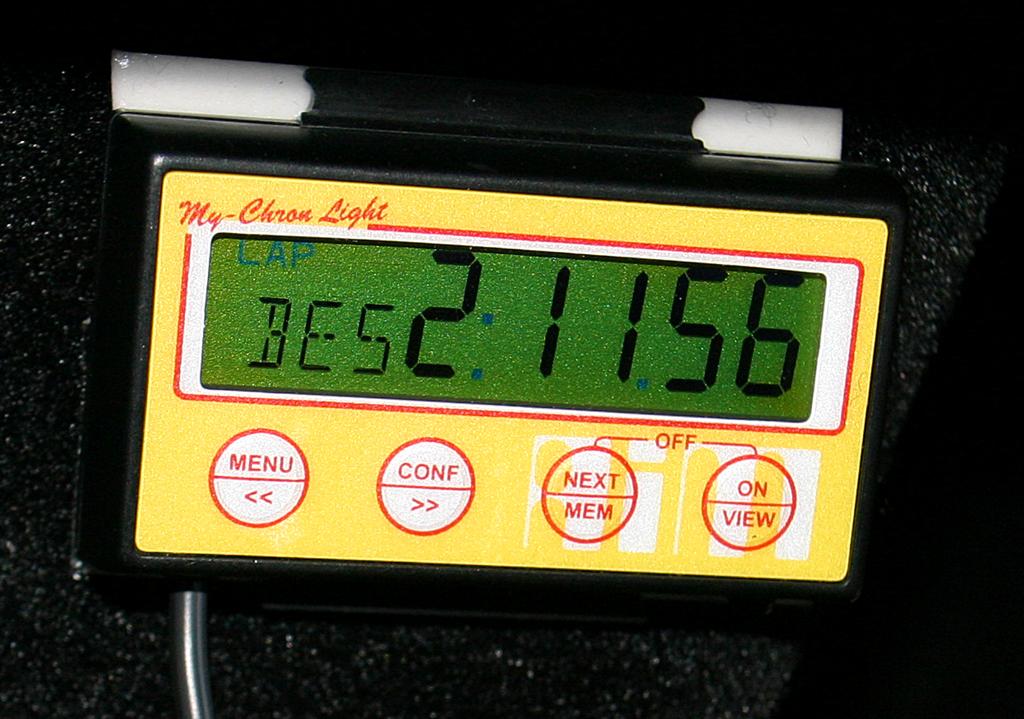 My-Chron Light
LAP
BES 2:11.56
OFF
MENU CONF NEXT ON
<< >> MEM VIEW